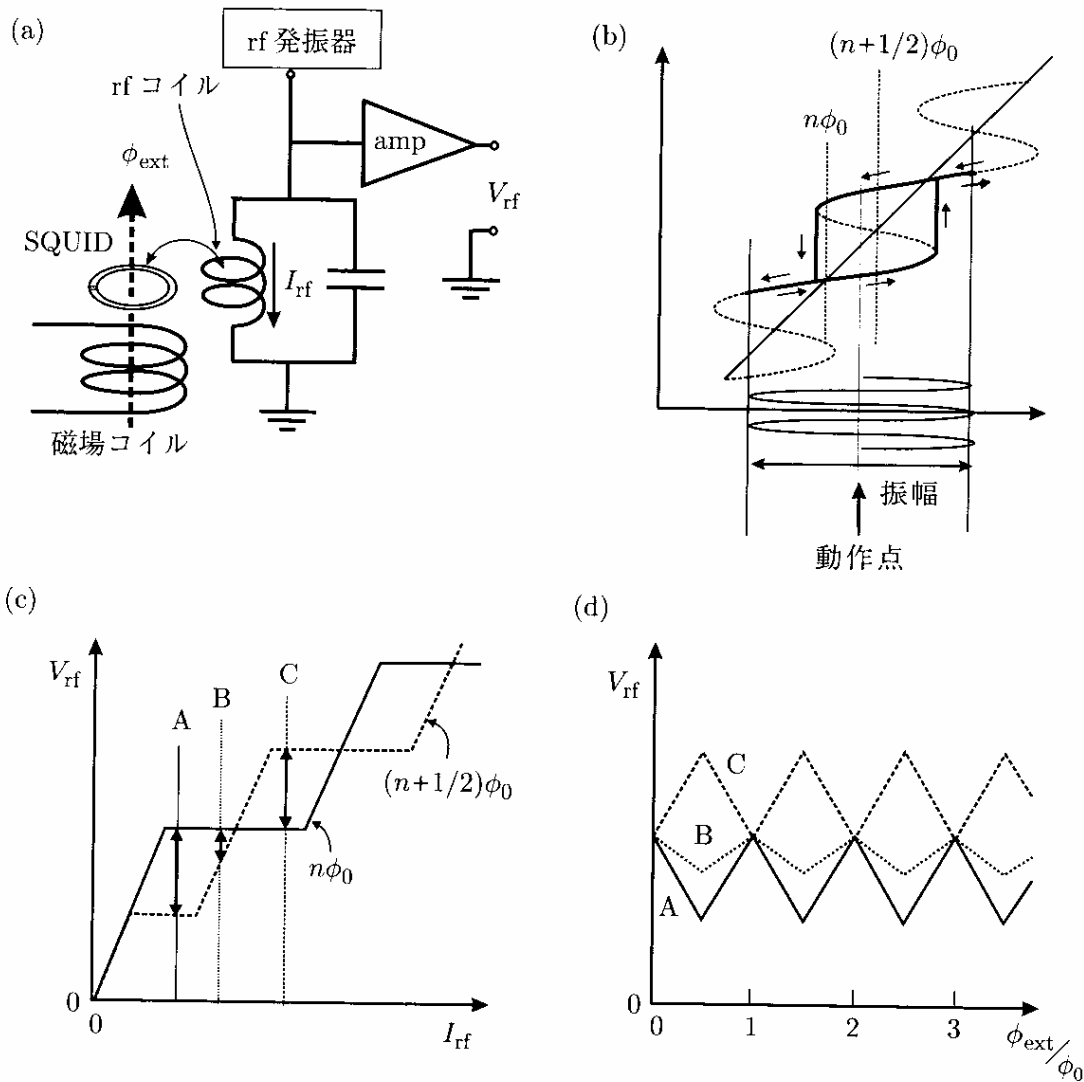 (a)
rf 発振器
rf コイル
amp
ϕext
Vrf
SQUID
Irf
磁場コイル
(b)
(n+1/2)ϕ0
nϕ0
振幅
動作点
(c)
Vrf
A
B
C
(n+1/2)ϕ0
nϕ0
0
0
Irf
(d)
Vrf
C
B
A
0
0
1
2
3
ϕext/ϕ0